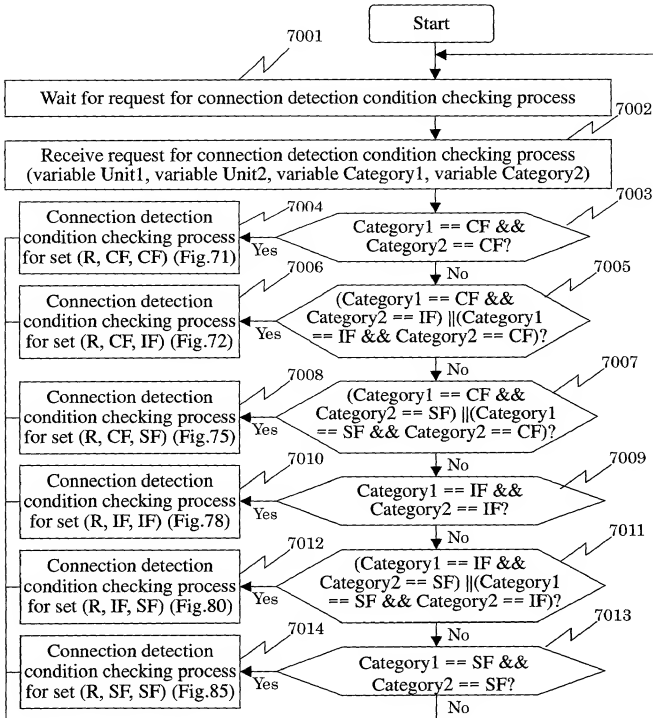 Start
7001
Wait for request for connection detection condition checking process
7002
Receive request for connection detection condition checking process
(variable Unit1, variable Unit2, variable Category1, variable Category2)
7003
Category1 == CF &&
Category2 == CF?
Yes
No
7004
Connection detection
condition checking process
for set (R, CF, CF) (Fig.71)
7005
(Category1 == CF &&
Category2 == IF) ||(Category1
== IF && Category2 == CF)?
Yes
No
7006
Connection detection
condition checking process
for set (R, CF, IF) (Fig.72)
7007
(Category1 == CF &&
Category2 == SF) ||(Category1
== SF && Category2 == CF)?
Yes
No
7008
Connection detection
condition checking process
for set (R, CF, SF) (Fig.75)
7009
Category1 == IF &&
Category2 == IF?
Yes
No
7010
Connection detection
condition checking process
for set (R, IF, IF) (Fig.78)
7011
(Category1 == IF &&
Category2 == SF) ||(Category1
== SF && Category2 == IF)?
Yes
No
7012
Connection detection
condition checking process
for set (R, IF, SF) (Fig.80)
7013
Category1 == SF &&
Category2 == SF?
Yes
No
7014
Connection detection
condition checking process
for set (R, SF, SF) (Fig.85)